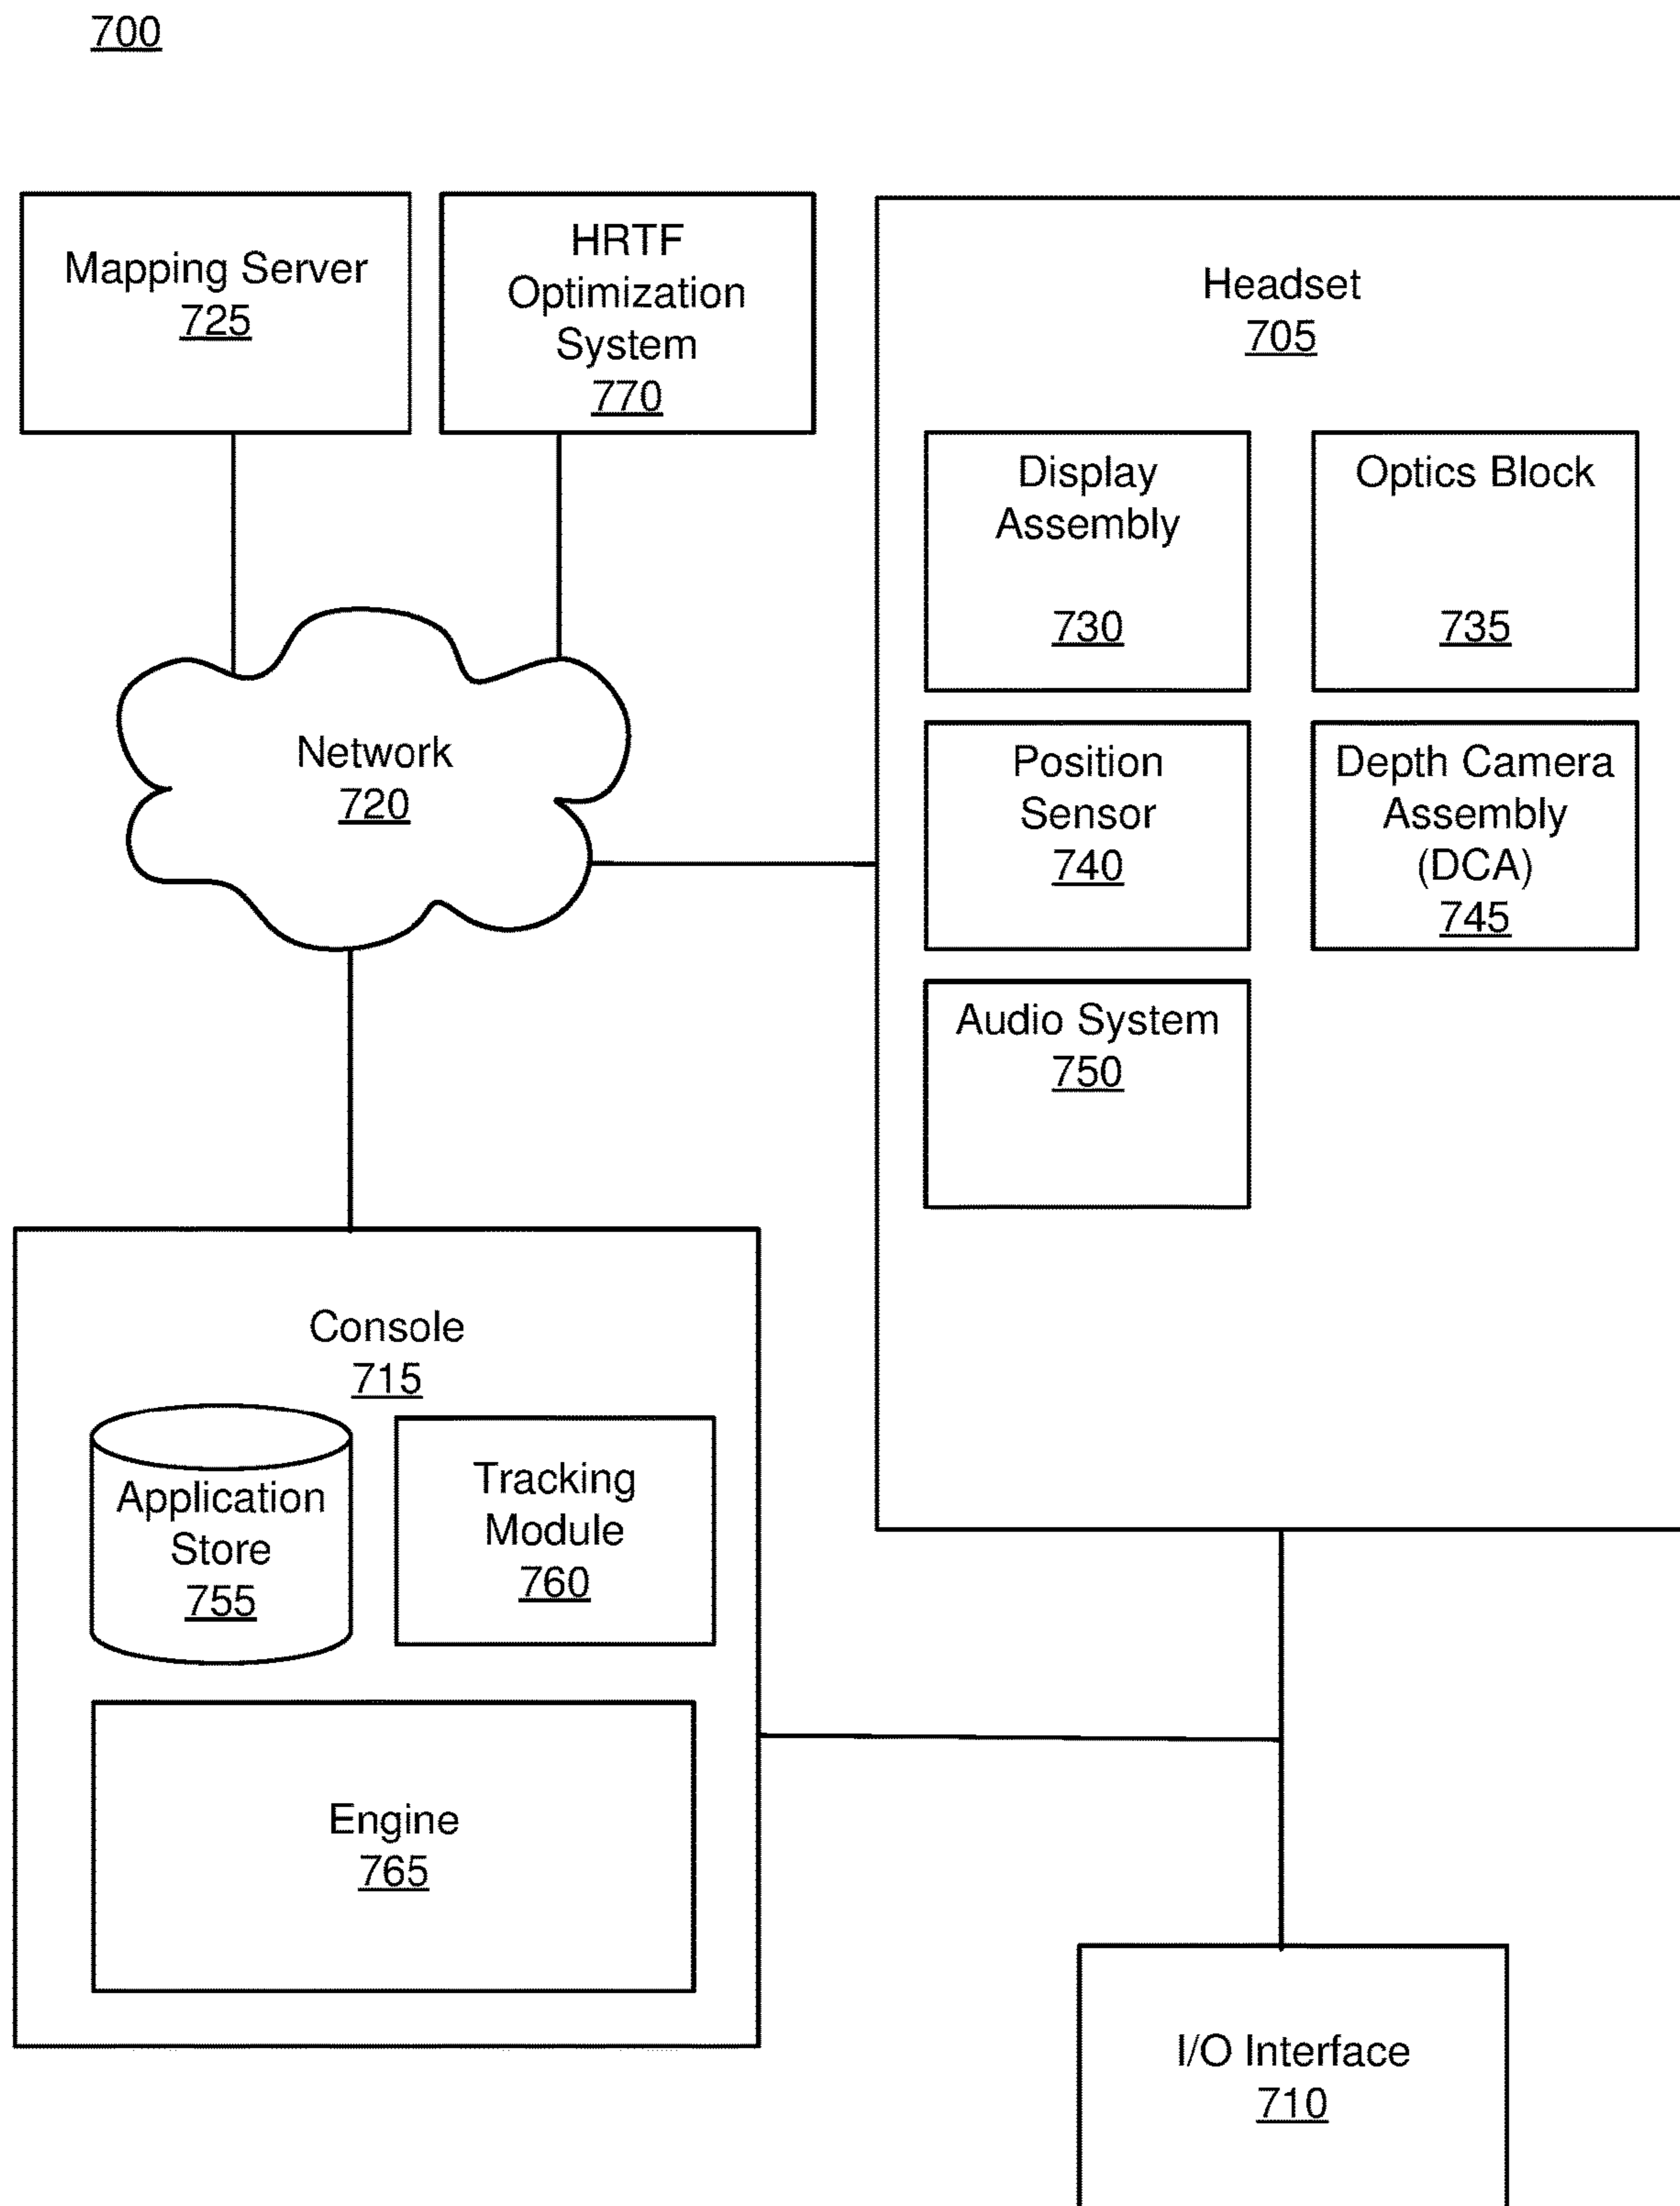 700
Mapping Server
725
HRTF
Optimization
System
770
Headset
705
Display
Assembly
730
Optics Block
735
Position
Sensor
740
Depth Camera
Assembly
(DCA)
745
Audio System
750
Network
720
Console
715
Application
Store
755
Tracking
Module
760
Engine
765
I/O Interface
710